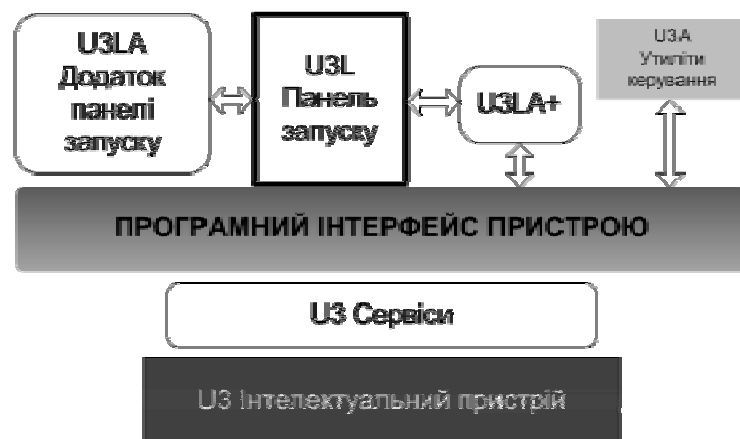 U3LA
Додаток
панелі
запуску
U3L
Панель
запуску
U3LA+
U3A
Утиліти
керування
ПРОГРАМНИЙ ІНТЕРФЕЙС ПРИСТРОЮ
U3 Сервіси
U3 Інтелектуальний пристрій